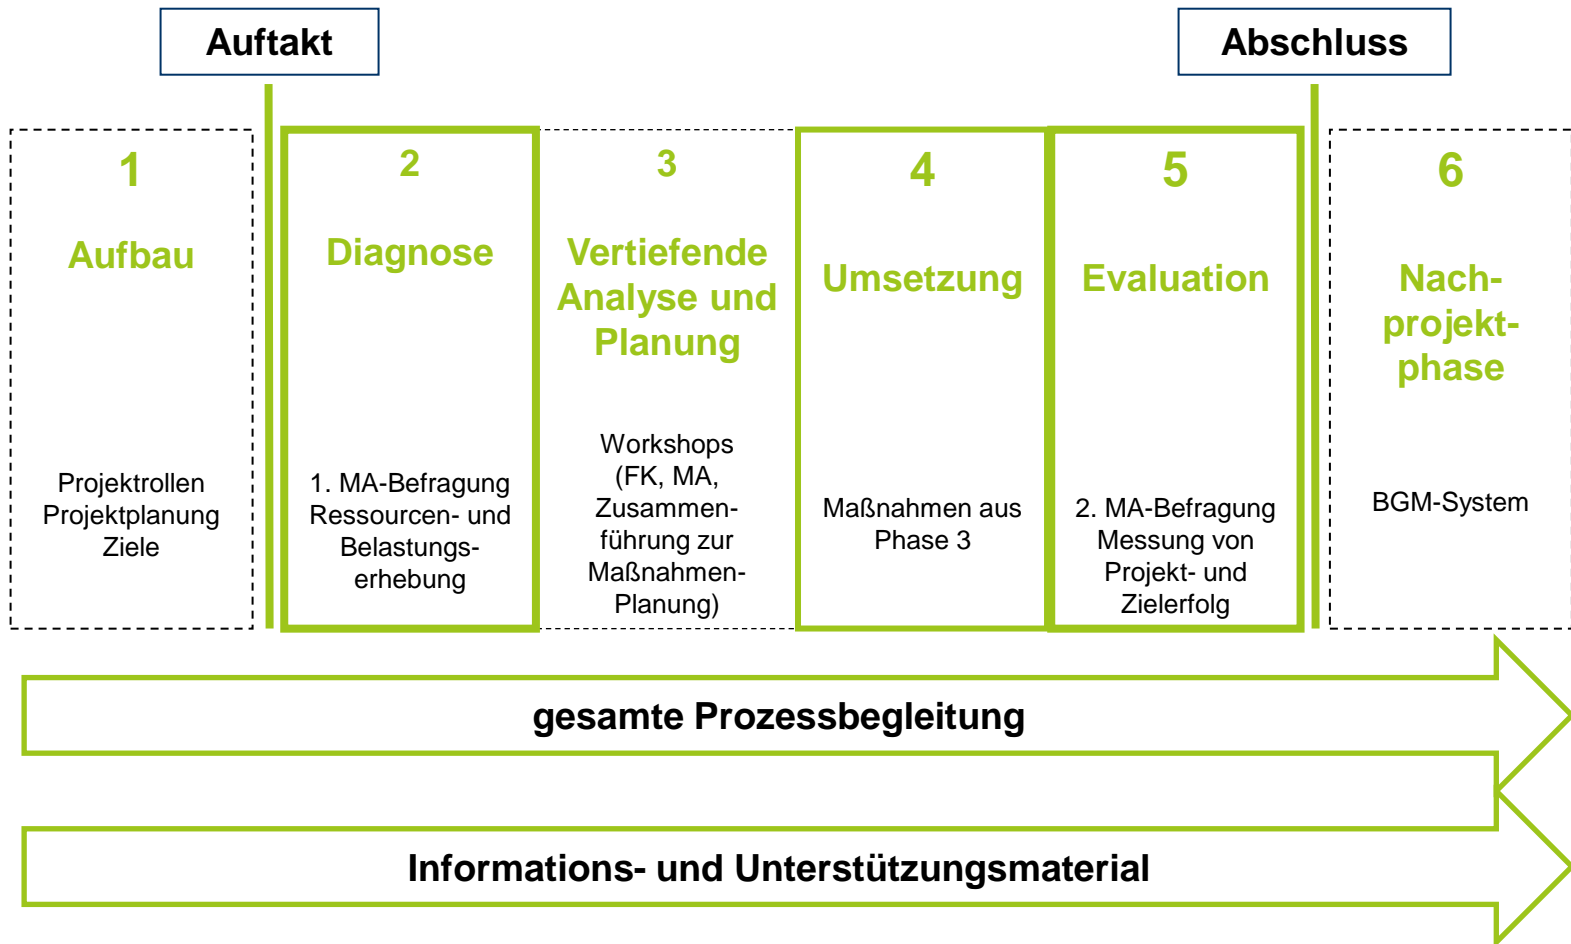 Auftakt
Abschluss
1
Aufbau
Projektrollen
Projektplanung
Ziele
2
Diagnose
1. MA-Befragung
Ressourcen- und
Belastungs-
erhebung
3
Vertiefende
Analyse und
Planung
Workshops
(FK, MA,
Zusammen-
führung zur
Maßnahmen-
Planung)
4
Umsetzung
Maßnahmen aus
Phase 3
5
Evaluation
2. MA-Befragung
Messung von
Projekt- und
Zielerfolg
6
Nach-
projekt-
phase
BGM-System
gesamte Prozessbegleitung
Informations- und Unterstützungsmaterial